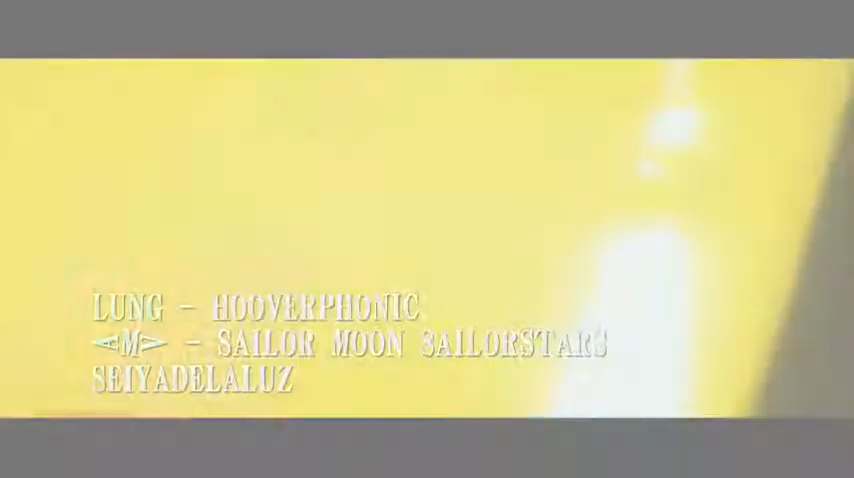 LUNG - HOOVERPHONIC
<M> - SAILOR MOON SAILORSTARS
SEIYADELALUZ